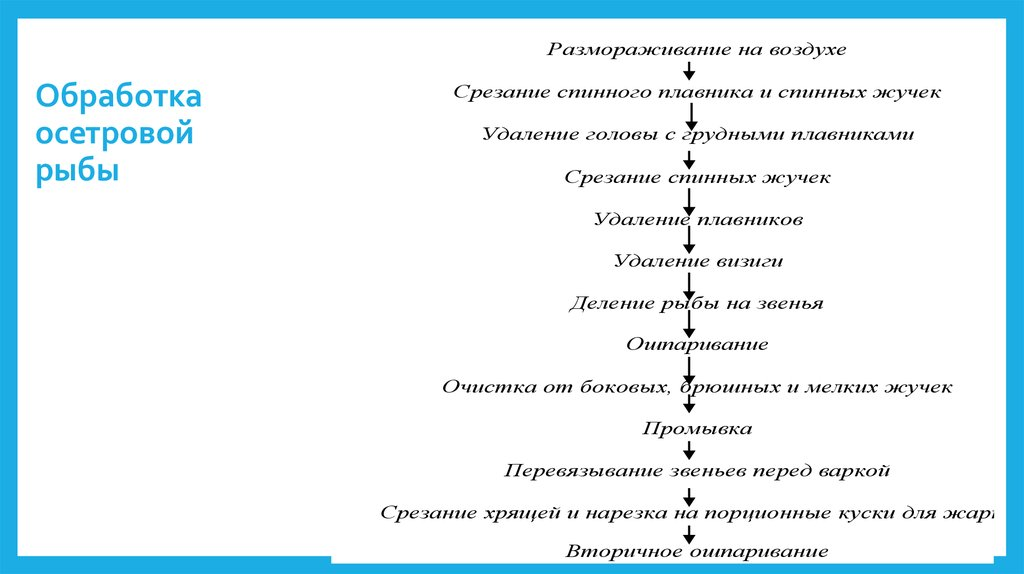 Обработка
осетровой
рыбы
Размораживание на воздухе
Срезание спинного плавника и спинных жучек
Удаление головы с грудными плавниками
Срезание спинных жучек
Удаление плавников
Удаление визиги
Деление рыбы на звенья
Ошпаривание
Очистка от боковых, брюшных и мелких жучек
Промывка
Перевязывание звеньев перед варкой
Срезание хрящей и нарезка на порционные куски для
Вторичное ошпаривание